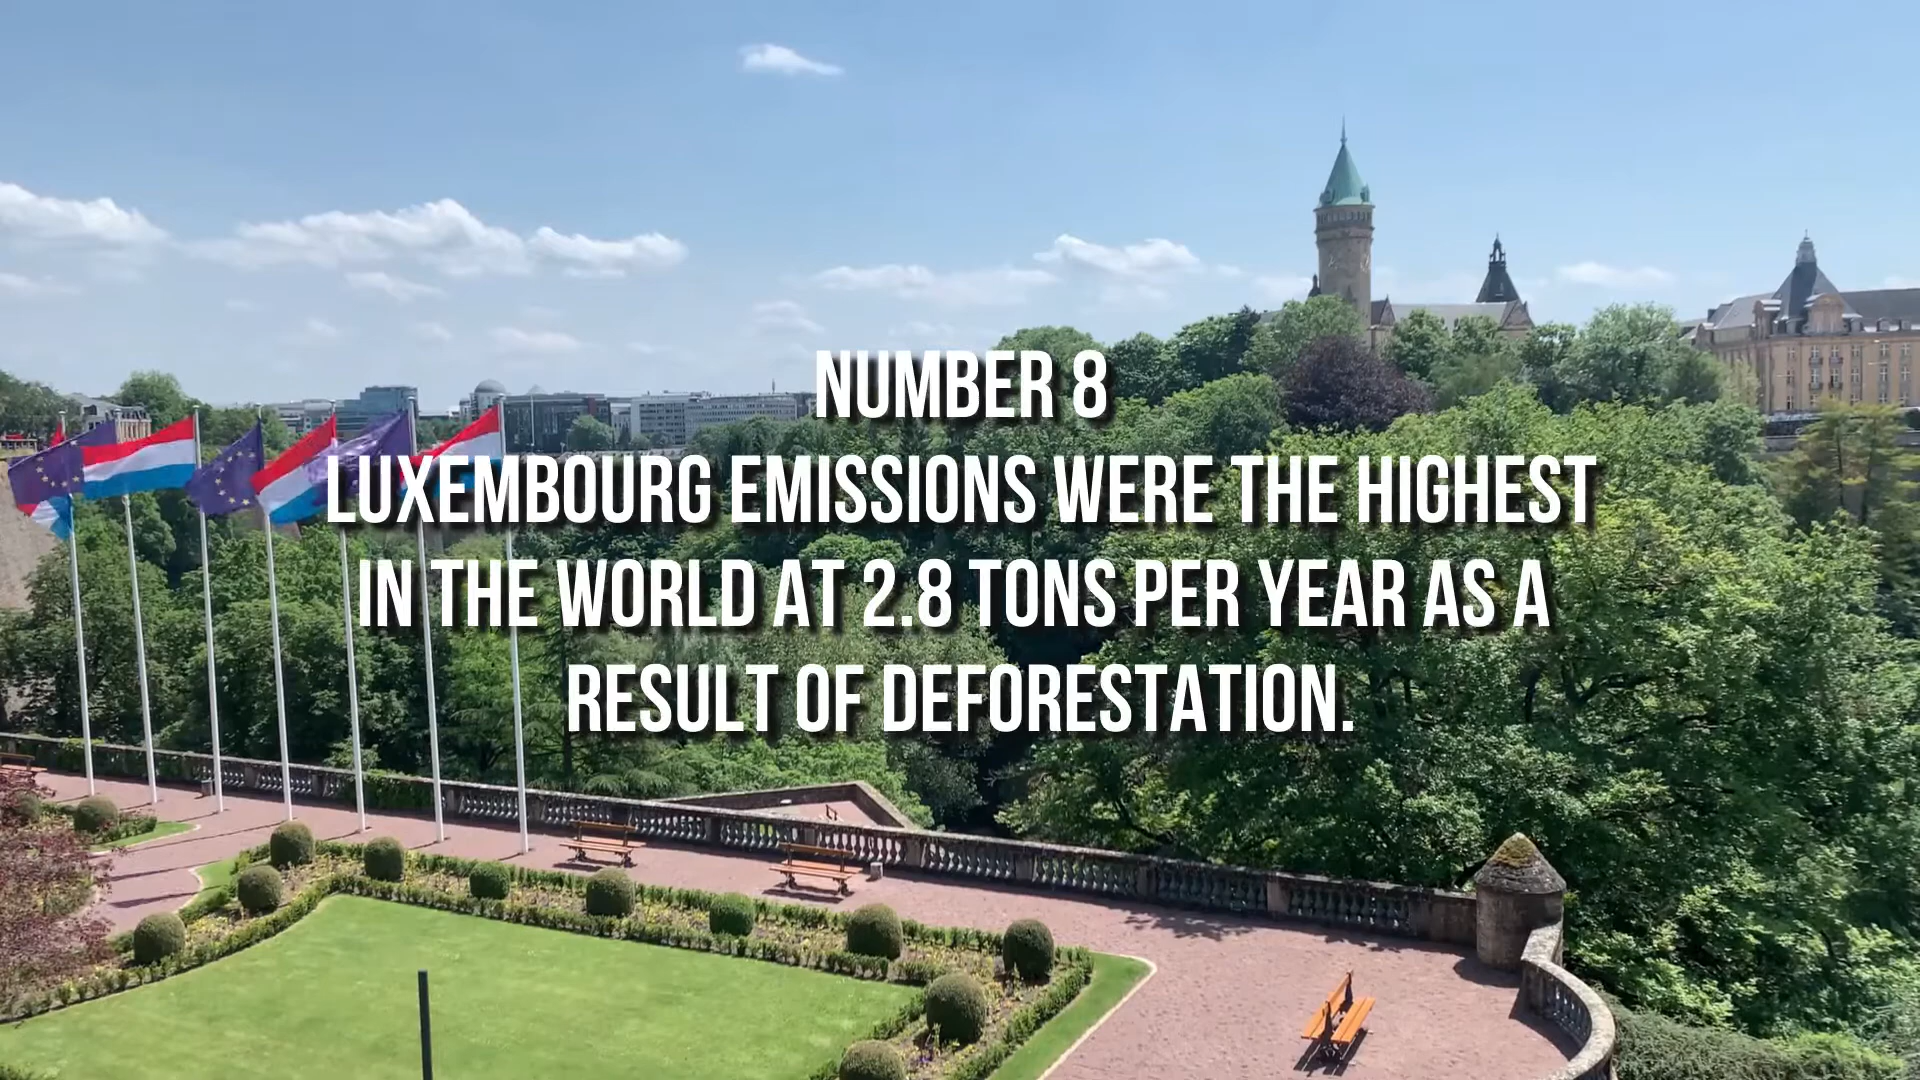 NUMBER 8
LUXEMBOURG EMISSIONS WERE THE HIGHEST
IN THE WORLD AT 2.8 TONS PER YEAR AS A
RESULT OF DEFORESTATION.